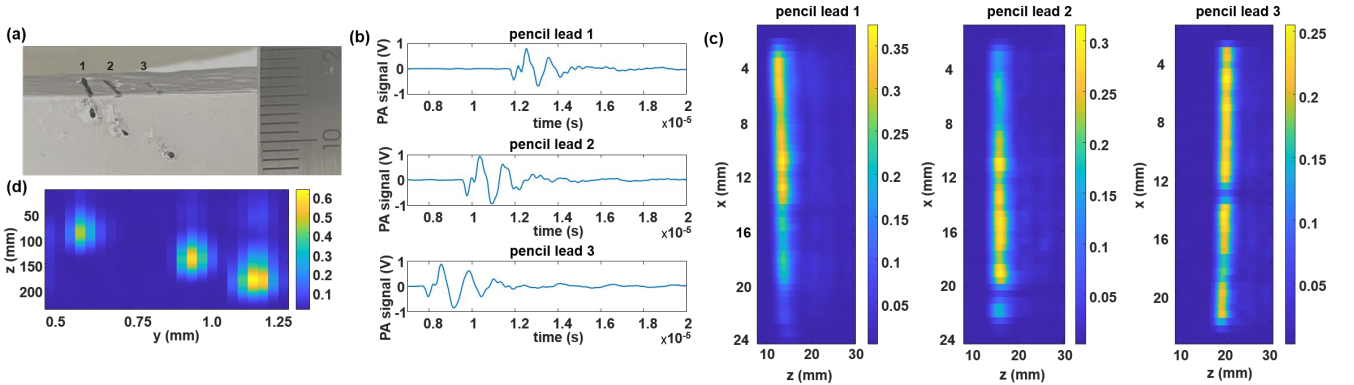 (a)
1 2 3
2
10
(d)
z (mm)
50
100
150
200
0.5 0.75 1.0 1.25
y (mm)
0.6
0.5
0.4
0.3
0.2
0.1
(b)
pencil lead 1
PA signal (V)
1
0
-1
0.8 1 1.2 1.4 1.6 1.8 2
time (s)
x10⁻⁵
pencil lead 2
PA signal (V)
1
0
-1
0.8 1 1.2 1.4 1.6 1.8 2
time (s)
x10⁻⁵
pencil lead 3
PA signal (V)
1
0
-1
0.8 1 1.2 1.4 1.6 1.8 2
time (s)
x10⁻⁵
(c)
pencil lead 1
x (mm)
4
8
12
16
20
24
10 20 30
z (mm)
0.35
0.3
0.25
0.2
0.15
0.1
0.05
pencil lead 2
x (mm)
4
8
12
16
20
24
10 20 30
z (mm)
0.3
0.25
0.2
0.15
0.1
0.05
pencil lead 3
x (mm)
4
8
12
16
20
24
10 20 30
z (mm)
0.25
0.2
0.15
0.1
0.05